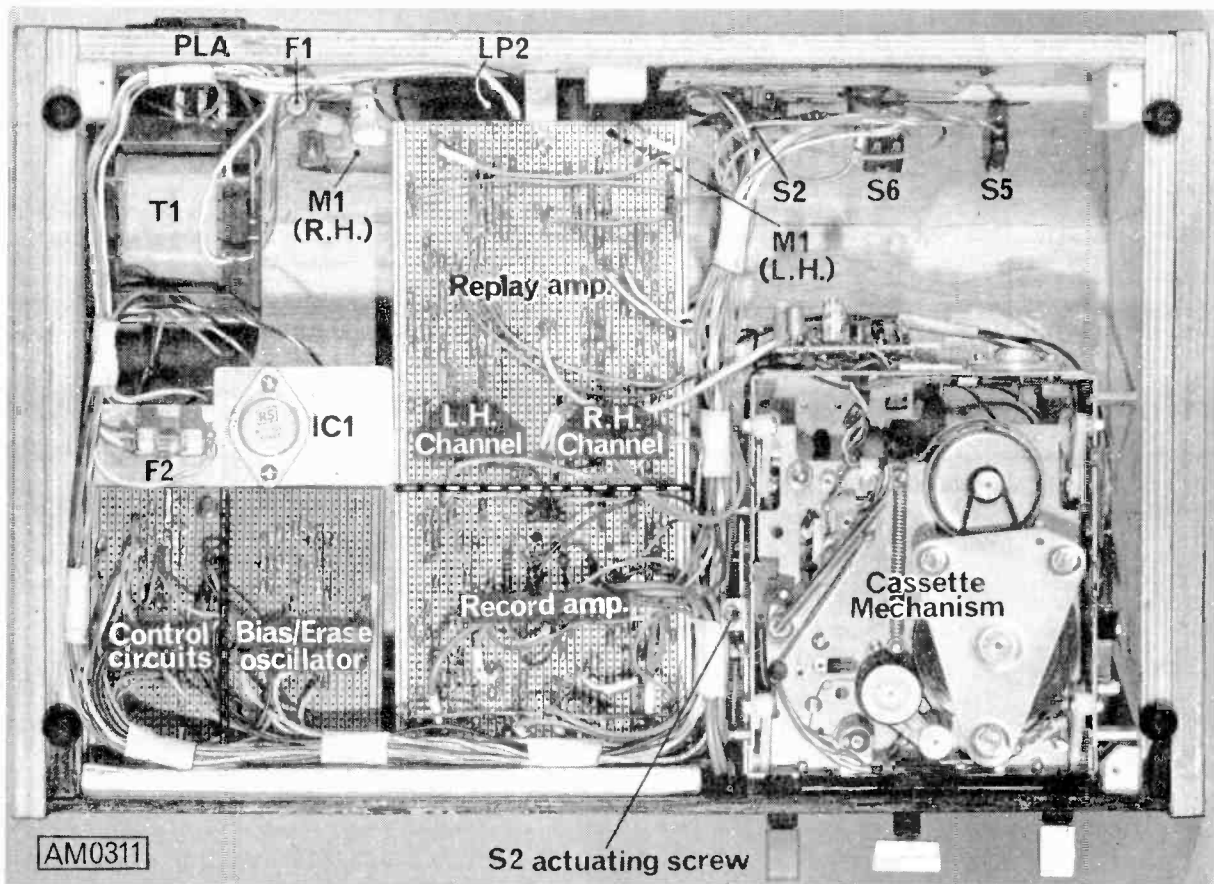 PLA
F1
LP2
T1
M1
(R.H.)
S2
S6
S5
M1
(L.H.)
Replay amp.
L.H.
Channel
R.H.
Channel
IC1
F2
Control
circuits
Bias/Erase
oscillator
Record amp.
Cassette
Mechanism
AM0311
S2 actuating screw